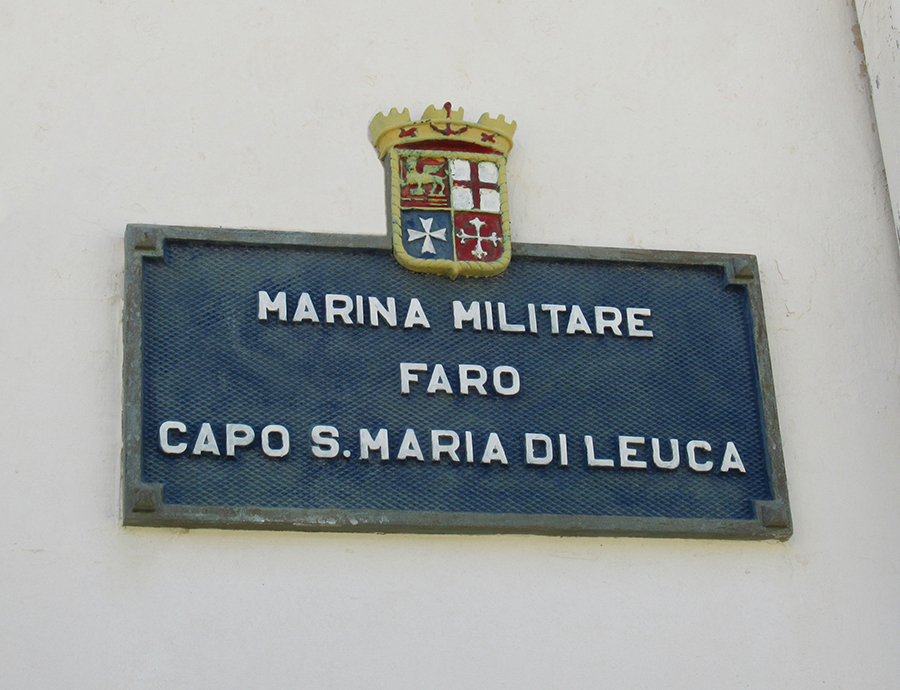 MARINA MILITARE
FARO
CAPO S. MARIA DI LEUCA